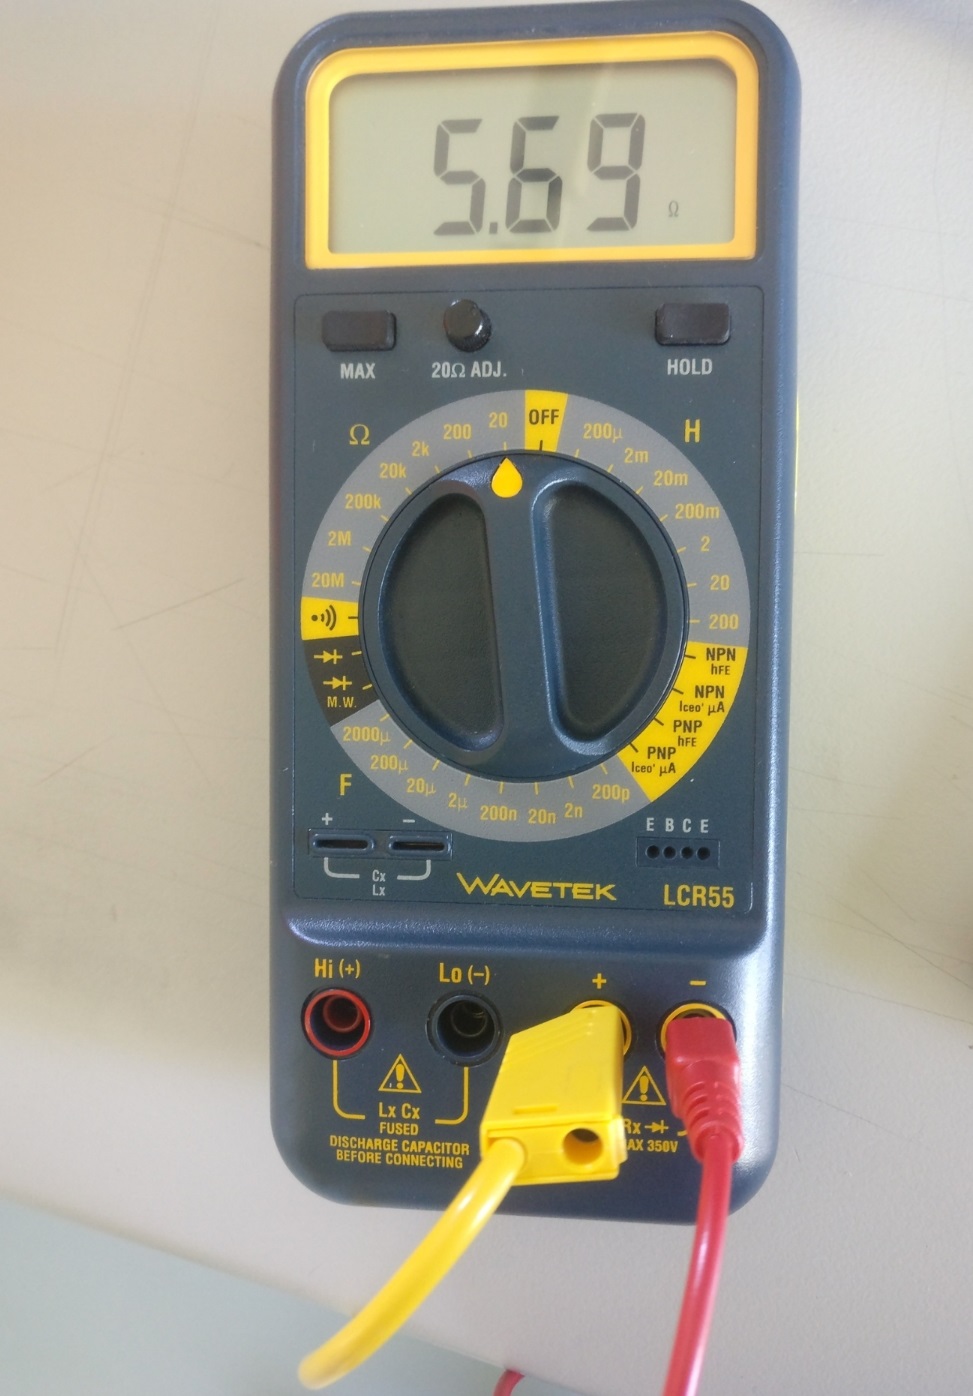 5.69 Ω
MAX
20Ω ADJ.
HOLD
Ω
H
OFF
200µ
2m
20m
200m
2
20
200
NPN
hFE
NPN
Iceo' µA
PNP
hFE
PNP
Iceo' µA
200p
2n
20n
200n
2µ
20µ
200µ
2000µ
M.W.
20M
2M
200k
20k
2k
200
20
F
+ −
Cx
Lx
E B C E
WAVETEK
LCR55
Hi (+)
Lo (−)
+
−
Lx Cx
FUSED
DISCHARGE CAPACITOR
BEFORE CONNECTING
Rx
350V